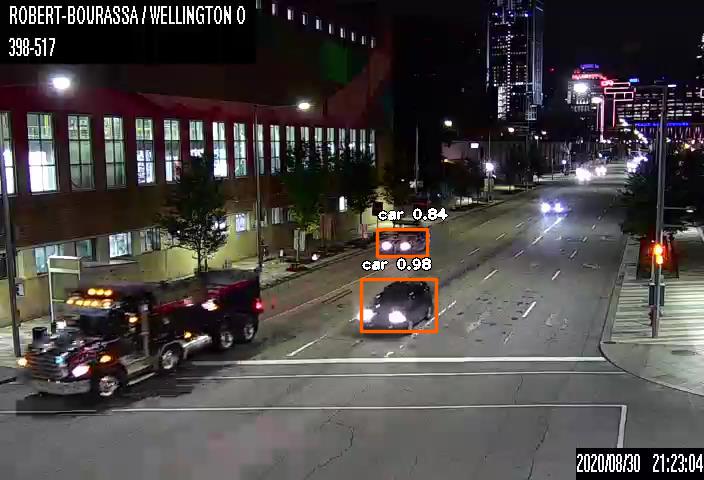 ROBERT-BOURASSA / WELLINGTON O
398-517
car 0.84
car 0.98
2020/08/30 21:23:04